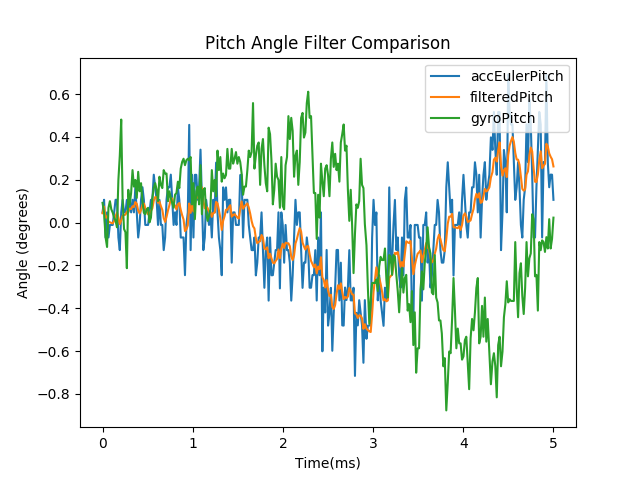 Pitch Angle Filter Comparison
accEulerPitch
filteredPitch
gyroPitch
Angle (degrees)
0.6
0.4
0.2
0.0
−0.2
−0.4
−0.6
−0.8
0 1 2 3 4 5
Time(ms)